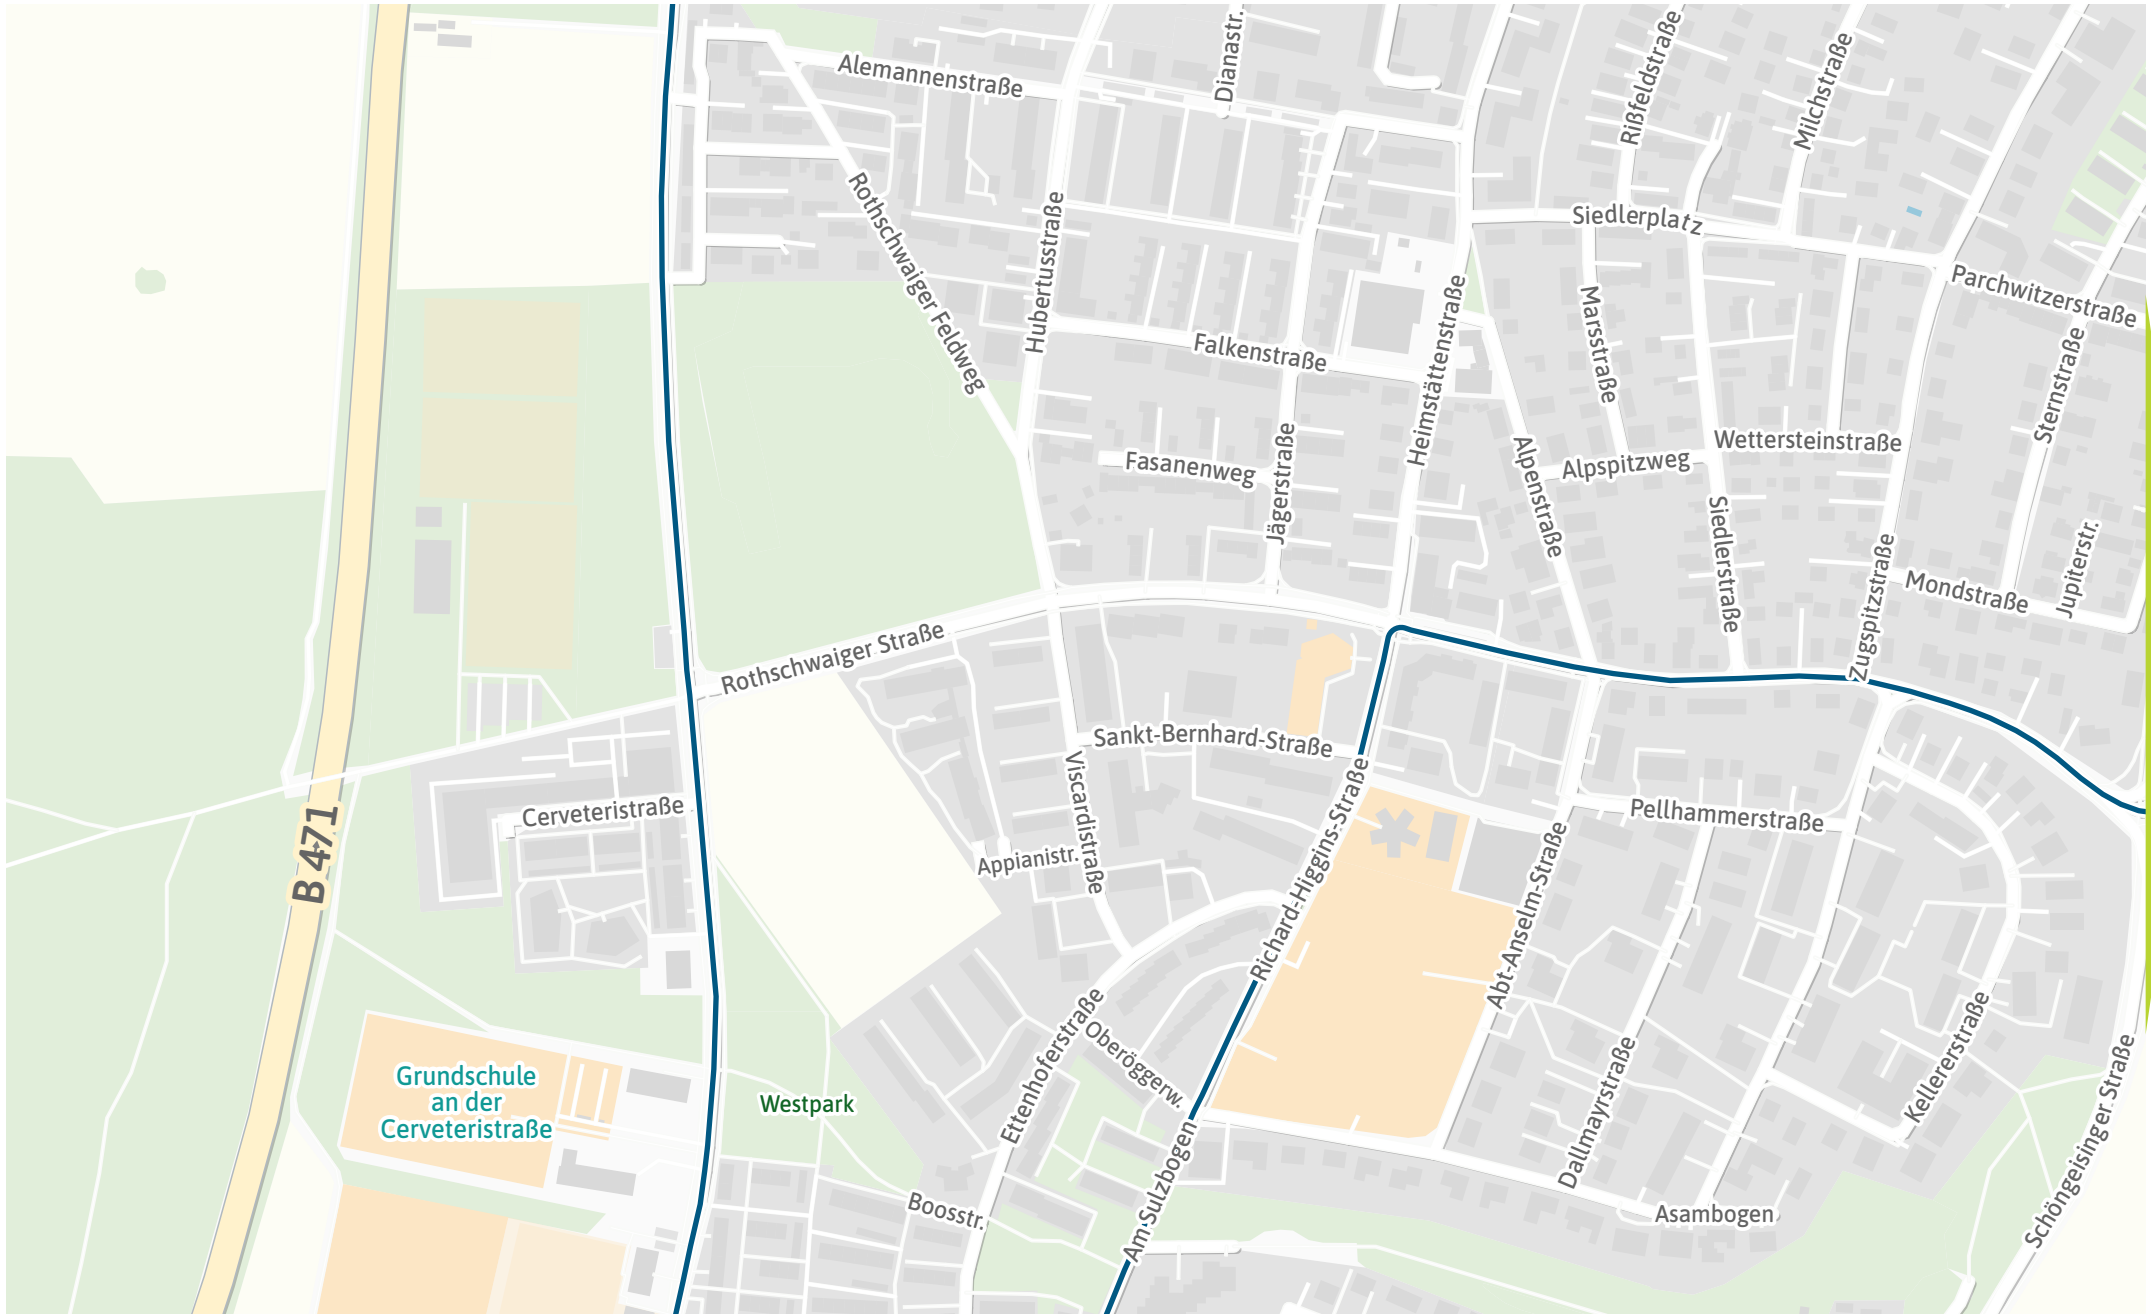 Dianastr.
Rißfeldstraße
Milchstraße
Alemannenstraße
Rothschwaiger Feldweg
Hubertusstraße
Siedlerplatz
Parchwitzerstraße
Heimstättenstraße
Marsstraße
Falkenstraße
Sternstraße
Fasanenweg
Jägerstraße
Alpenstraße
Alpspitzweg
Wettersteinstraße
Siedlerstraße
Zugspitzstraße
Mondstraße
Jupiterstr.
Rothschwaiger Straße
Sankt-Bernhard-Straße
Viscardistraße
Richard-Higgins-Straße
Cerveteristraße
B 471
Appianistr.
Pellhammerstraße
Abt-Anselm-Straße
Ettenhoferstraße
Oberöggerw.
Dallmayrstraße
Kellererstraße
Schöngeisinger Straße
Grundschule
an der
Cerveteristraße
Westpark
Boosstr.
Am Sulzbogen
Asambogen